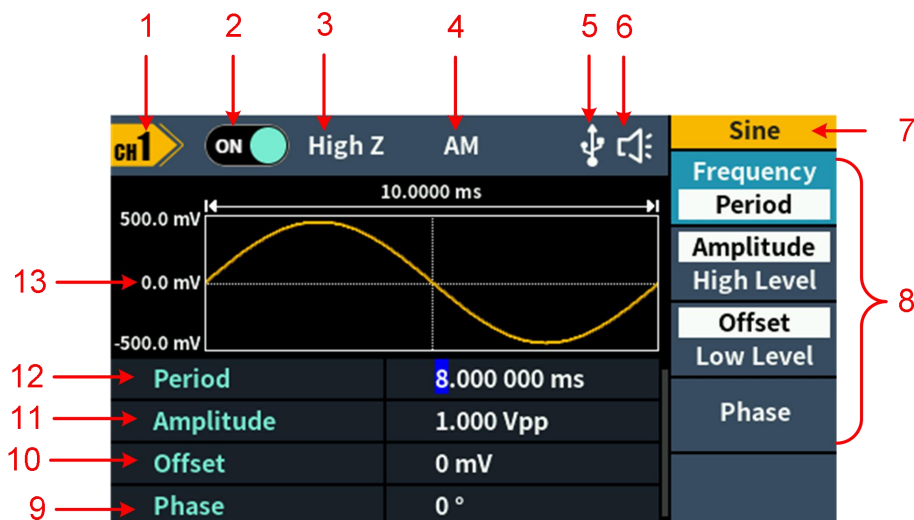 1 2 3 4 5 6
CH1 ON High Z AM Sine 7
Frequency
Period
10.0000 ms
500.0 mV
Amplitude
High Level
13 0.0 mV
8
Offset
Low Level
-500.0 mV
12 Period 8.000 000 ms
Phase
11 Amplitude 1.000 Vpp
10 Offset 0 mV
9 Phase 0 °